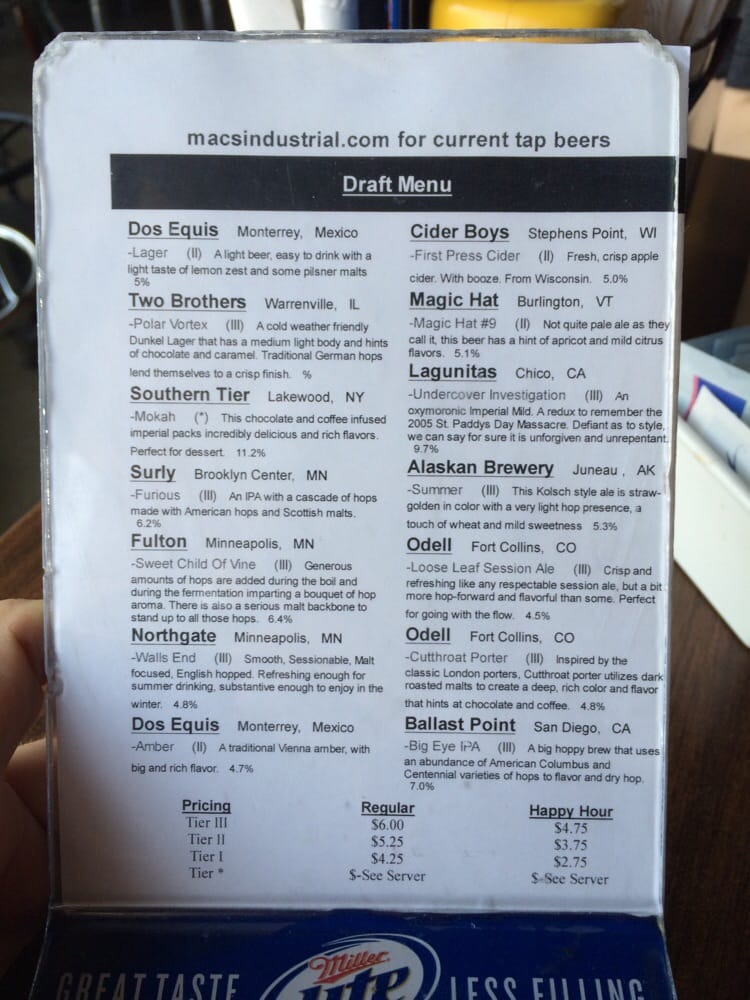 macsindustrial.com for current tap beers
Draft Menu
Dos Equis Monterrey, Mexico
-Lager (II) A light beer, easy to drink with a
light taste of lemon zest and some pilsner malts
5%
Two Brothers Warrenville, IL
-Polar Vortex (III) A cold weather friendly
Dunkel Lager that has a medium light body and hints
of chocolate and caramel. Traditional German hops
lend themselves to a crisp finish. %
Southern Tier Lakewood, NY
-Mokah (*) This chocolate and coffee infused
imperial packs incredibly delicious and rich flavors.
Perfect for dessert. 11.2%
Surly Brooklyn Center, MN
-Furious (III) An IPA with a cascade of hops
made with American hops and Scottish malts.
6.2%
Fulton Minneapolis, MN
-Sweet Child Of Vine (III) Generous
amounts of hops are added during the boil and
during the fermentation imparting a bouquet of hop
aroma. There is also a serious malt backbone to
stand up to all those hops. 6.4%
Northgate Minneapolis, MN
-Walls End (III) Smooth, Sessionable, Malt
focused, English hopped. Refreshing enough for
summer drinking, substantive enough to enjoy in the
winter. 4.8%
Dos Equis Monterrey, Mexico
-Amber (II) A traditional Vienna amber, with
big and rich flavor. 4.7%
Cider Boys Stephens Point, WI
-First Press Cider (II) Fresh, crisp apple
cider. With booze. From Wisconsin. 5.0%
Magic Hat Burlington, VT
-Magic Hat #9 (II) Not quite pale ale as they
call it, this beer has a hint of apricot and mild citrus
flavors. 5.1%
Lagunitas Chico, CA
-Undercover Investigation (III) An
oxymoronic Imperial Mild. A redux to remember the
2005 St. Paddys Day Massacre. Defiant as to style,
we can say for sure it is unforgiven and unrepentant.
9.7%
Alaskan Brewery Juneau , AK
-Summer (III) This Kolsch style ale is straw-
golden in color with a very light hop presence, a
touch of wheat and mild sweetness 5.3%
Odell Fort Collins, CO
-Loose Leaf Session Ale (III) Crisp and
refreshing like any respectable session ale, but a bit
more hop-forward and flavorful than some. Perfect
for going with the flow. 4.5%
Odell Fort Collins, CO
-Cutthroat Porter (III) Inspired by the
classic London porters, Cutthroat porter utilizes dark
roasted malts to create a deep, rich color and flavor
that hints at chocolate and coffee. 4.8%
Ballast Point San Diego, CA
-Big Eye IPA (III) A big hoppy brew that uses
an abundance of American Columbus and
Centennial varieties of hops to flavor and dry hop.
7.0%
Pricing Regular Happy Hour
Tier III $6.00 $4.75
Tier II $5.25 $3.75
Tier I $4.25 $2.75
Tier * $-See Server $-See Server
GREAT TASTE Miller lite LESS FILLING